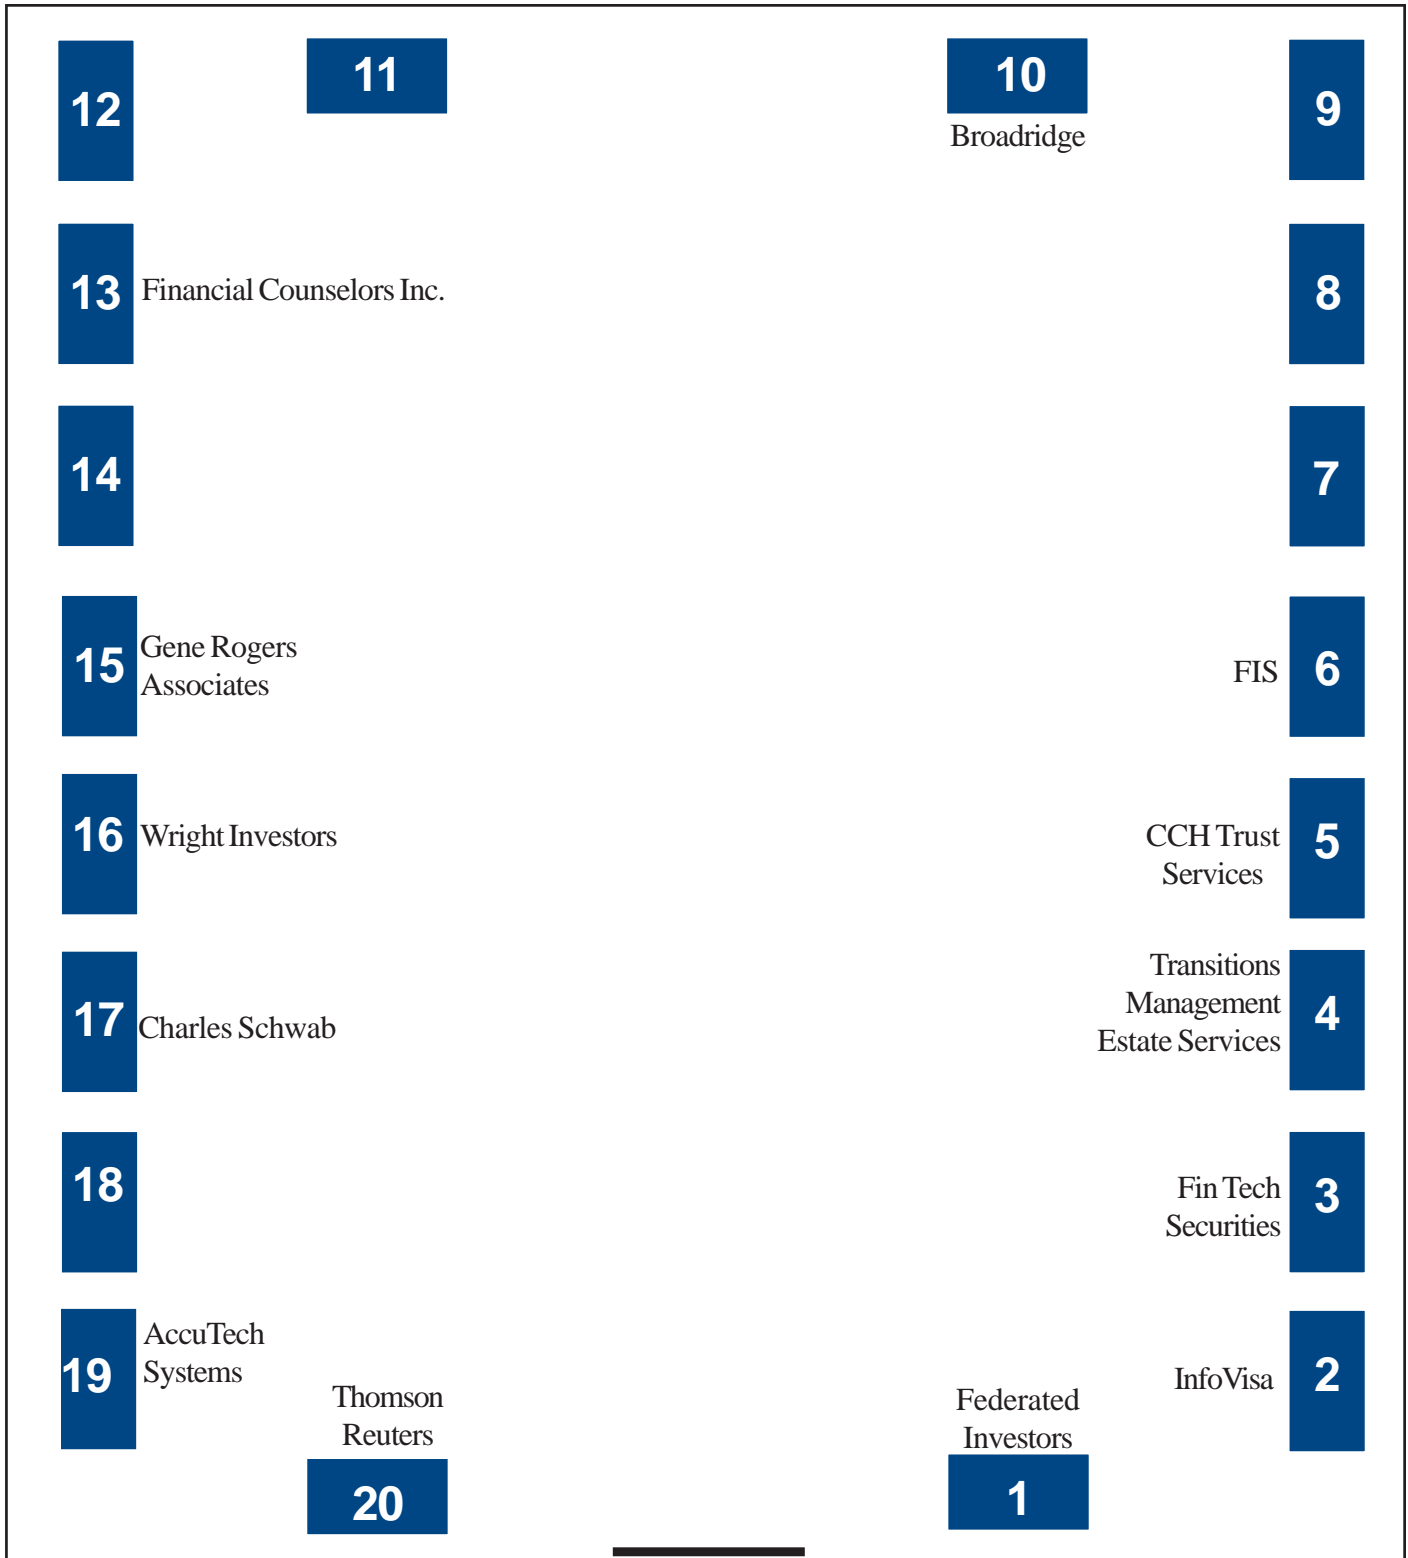 11
10
12
9
Broadridge
13
Financial Counselors Inc.
8
14
7
15
Gene Rogers
Associates
FIS
6
16
Wright Investors
CCH Trust
Services
5
17
Charles Schwab
Transitions
Management
Estate Services
4
18
Fin Tech
Securities
3
19
AccuTech
Systems
InfoVisa
2
Thomson
Reuters
20
Federated
Investors
1